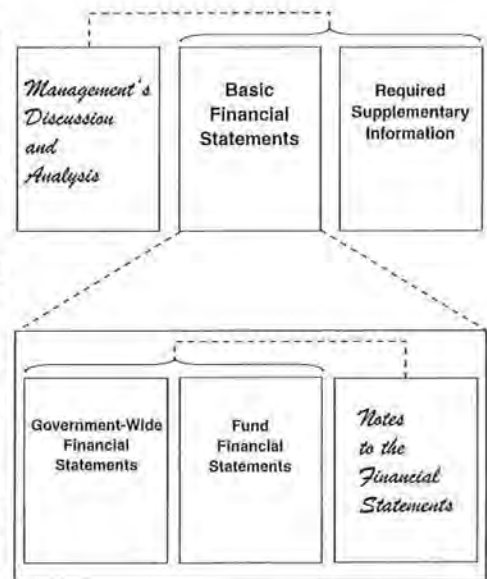 Management's
Discussion
and
Analysis
Basic
Financial
Statements
Required
Supplementary
Information
Government-Wide
Financial
Statements
Fund
Financial
Statements
Notes
to the
Financial
Statements